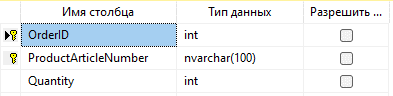 Имя столбца Тип данных Разрешить ...
OrderID int
ProductArticleNumber nvarchar(100)
Quantity int